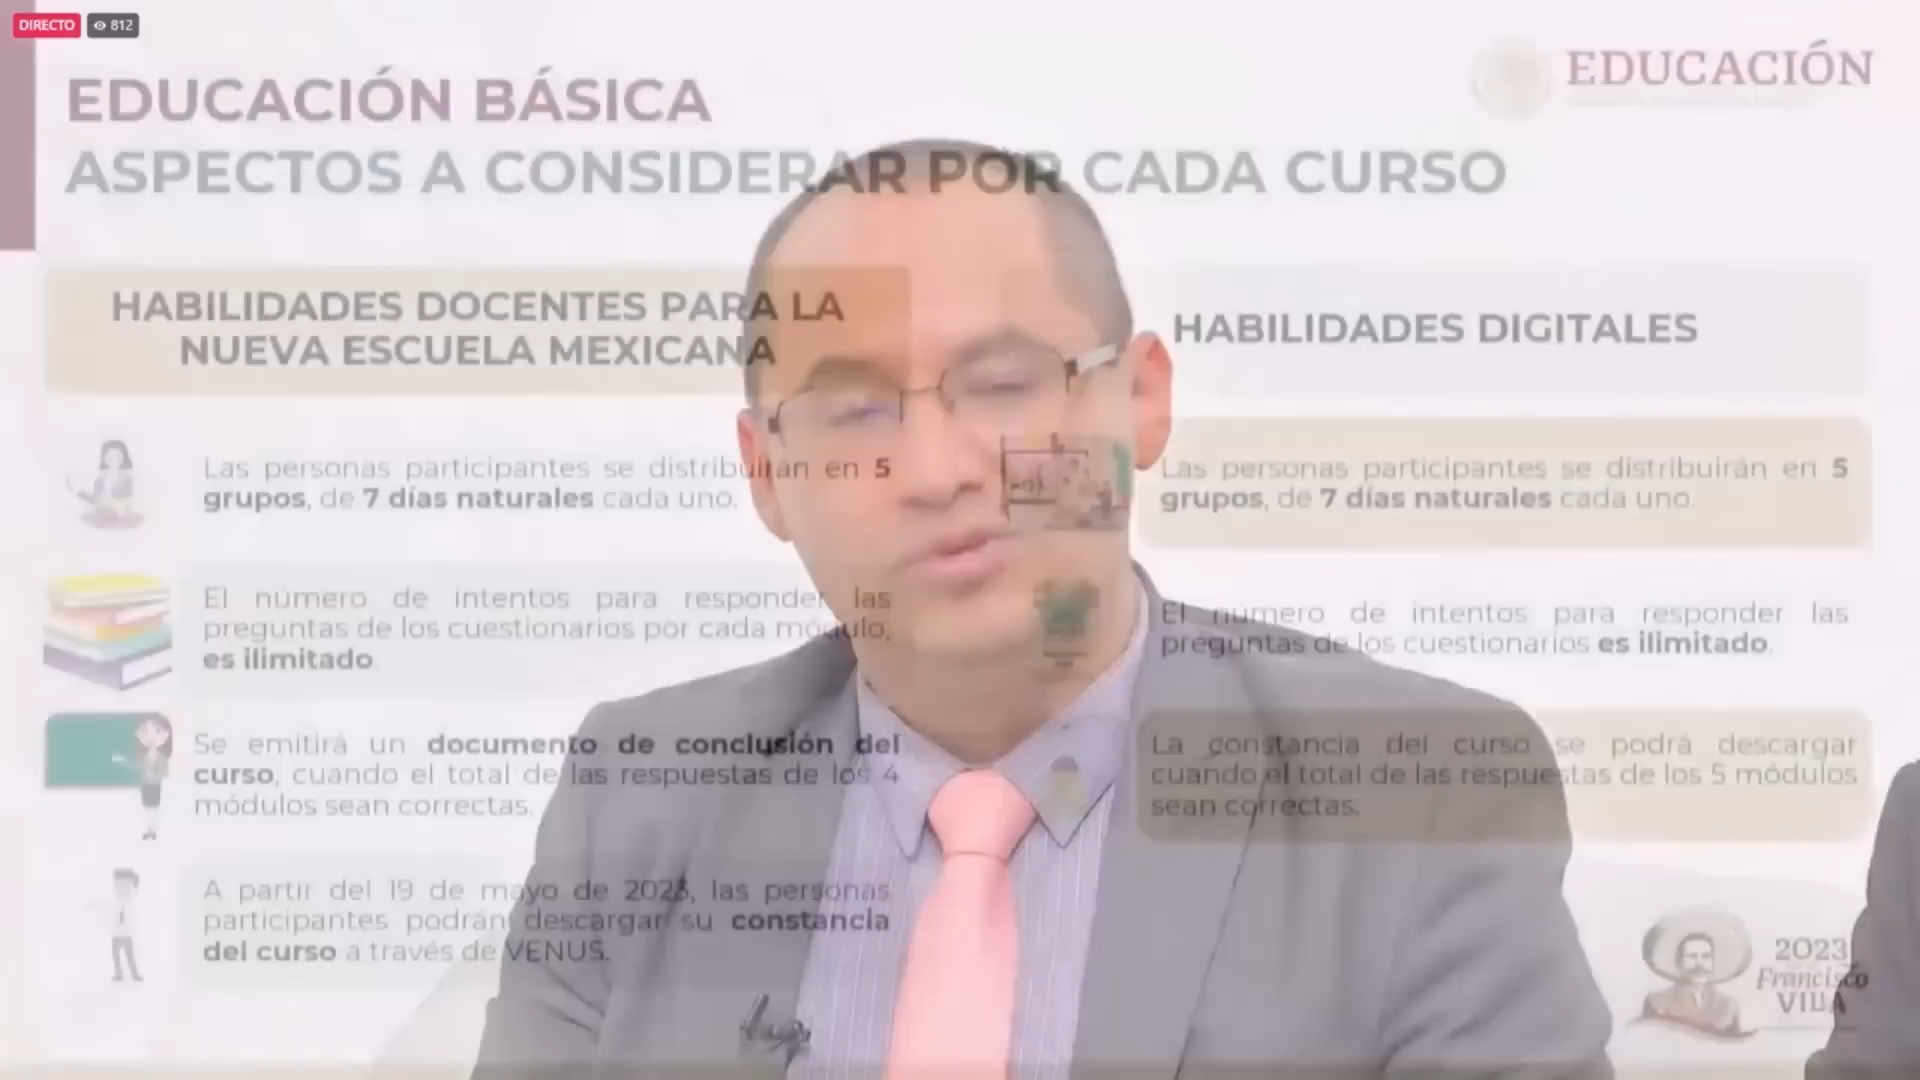 DIRECTO
812
EDUCACIÓN
EDUCACIÓN BÁSICA
ASPECTOS A CONSIDERAR POR CADA CURSO
HABILIDADES DOCENTES PARA LA
NUEVA ESCUELA MEXICANA
Las personas participantes se distribuirán en 5
grupos, de 7 días naturales cada uno.
El número de intentos para responder las
preguntas de los cuestionarios por cada módulo,
es ilimitado
Se emitirá un documento de conclusión del
curso, cuando el total de las respuestas de los 4
módulos sean correctas.
A partir del 19 de mayo de 2023, las personas
participantes podrán descargar su constancia
del curso a través de VENUS.
HABILIDADES DIGITALES
Las personas participantes se distribuirán en 5
grupos, de 7 días naturales cada uno.
El número de intentos para responder las
preguntas de los cuestionarios es ilimitado.
La constancia del curso se podrá descargar
cuando el total de las respuestas de los 5 módulos
sean correctas.
2023
Francisco
VILLA